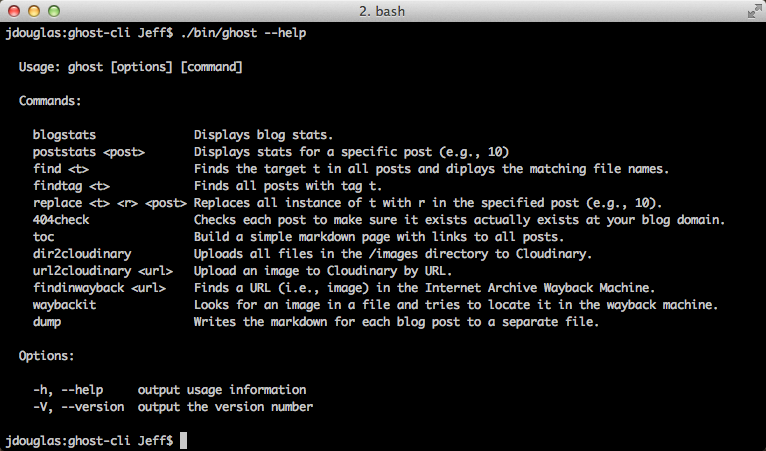 2. bash
jdouglas:ghost-cli Jeff$ ./bin/ghost --help
Usage: ghost [options] [command]
Commands:
blogstats Displays blog stats.
poststats <post> Displays stats for a specific post (e.g., 10)
find <t> Finds the target t in all posts and diplays the matching file names.
findtag <t> Finds all posts with tag t.
replace <t> <r> <post> Replaces all instance of t with r in the specified post (e.g., 10).
404check Checks each post to make sure it exists actually exists at your blog domain.
toc Build a simple markdown page with links to all posts.
dir2cloudinary Uploads all files in the /images directory to Cloudinary.
url2cloudinary <url> Upload an image to Cloudinary by URL.
findinwayback <url> Finds a URL (i.e., image) in the Internet Archive Wayback Machine.
waybackit Looks for an image in a file and tries to locate it in the wayback machine.
dump Writes the markdown for each blog post to a separate file.
Options:
-h, --help output usage information
-V, --version output the version number
jdouglas:ghost-cli Jeff$